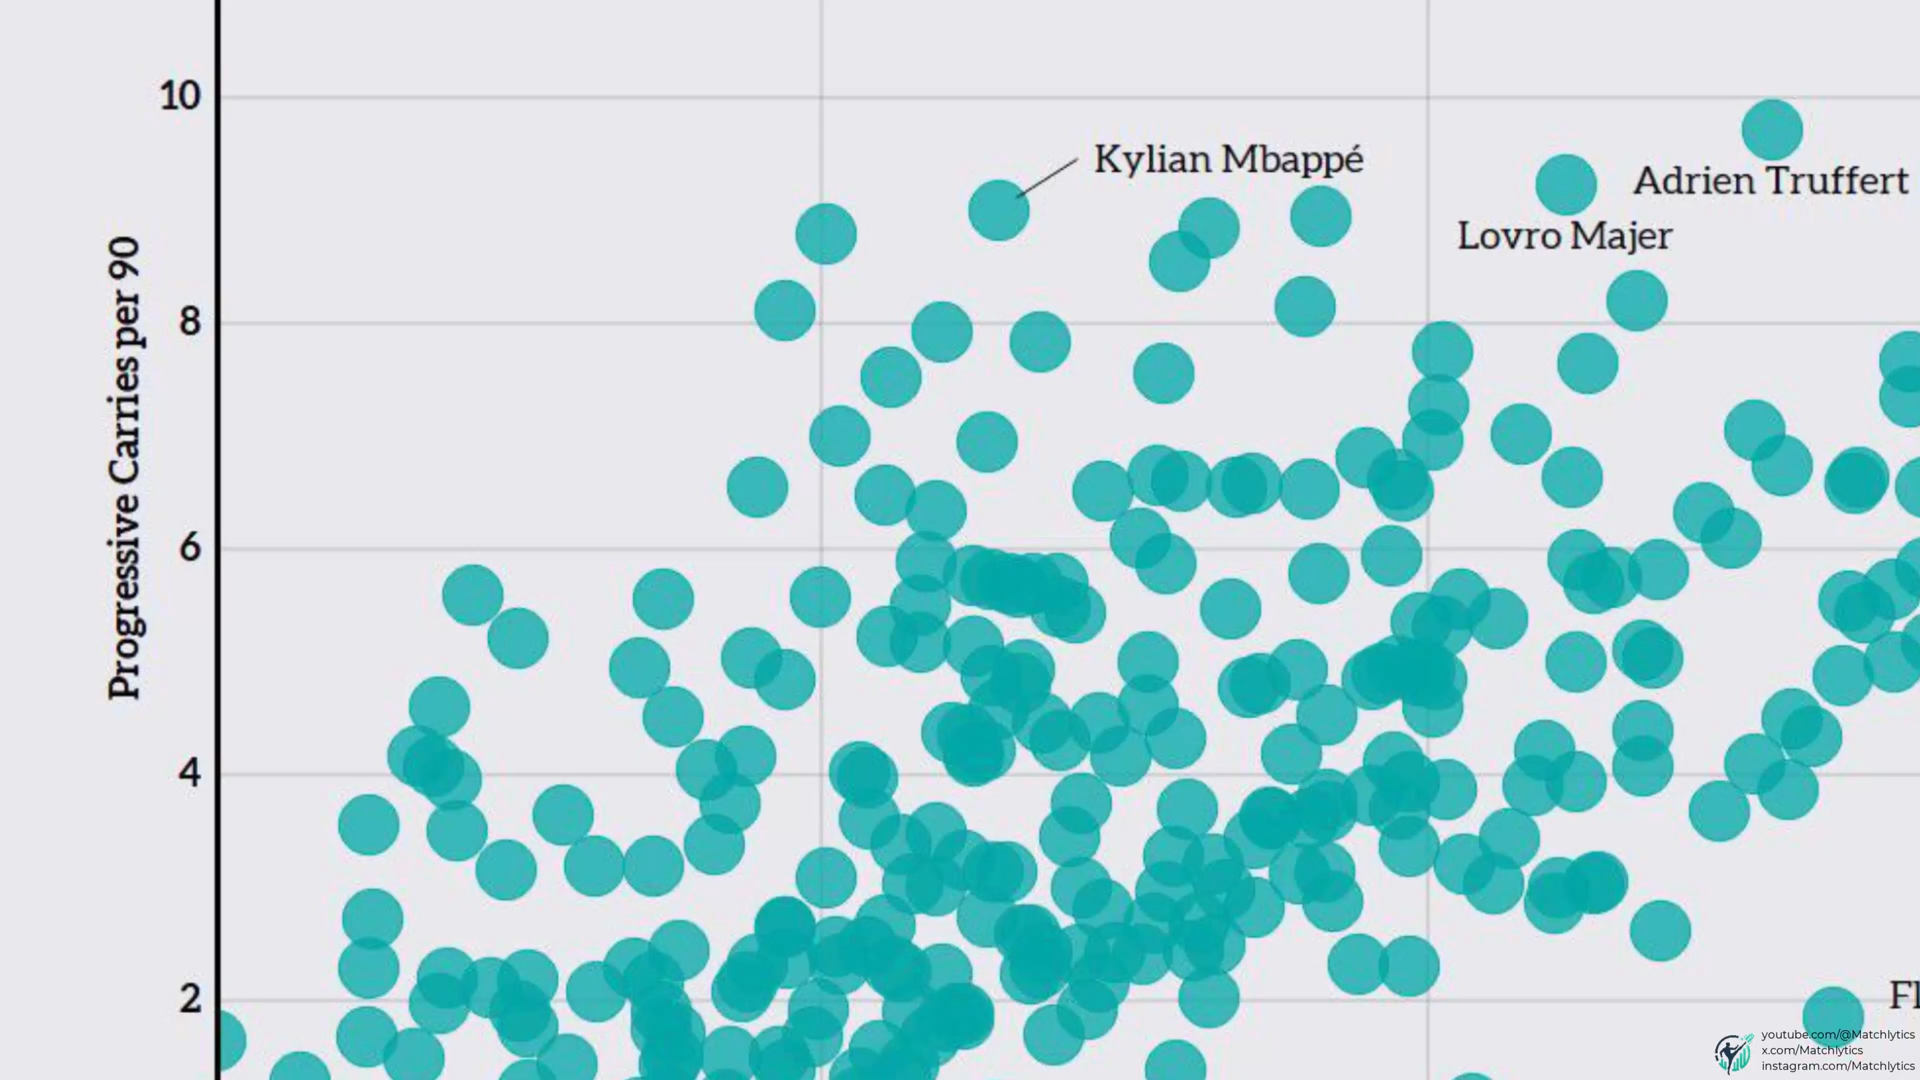 10
Kylian Mbappé
Adrien Truffert
Lovro Majer
8
Progressive Carries per 90
6
4
2
Fl
youtube.com/@Matchlytics
x.com/Matchlytics
instagram.com/Matchlytics